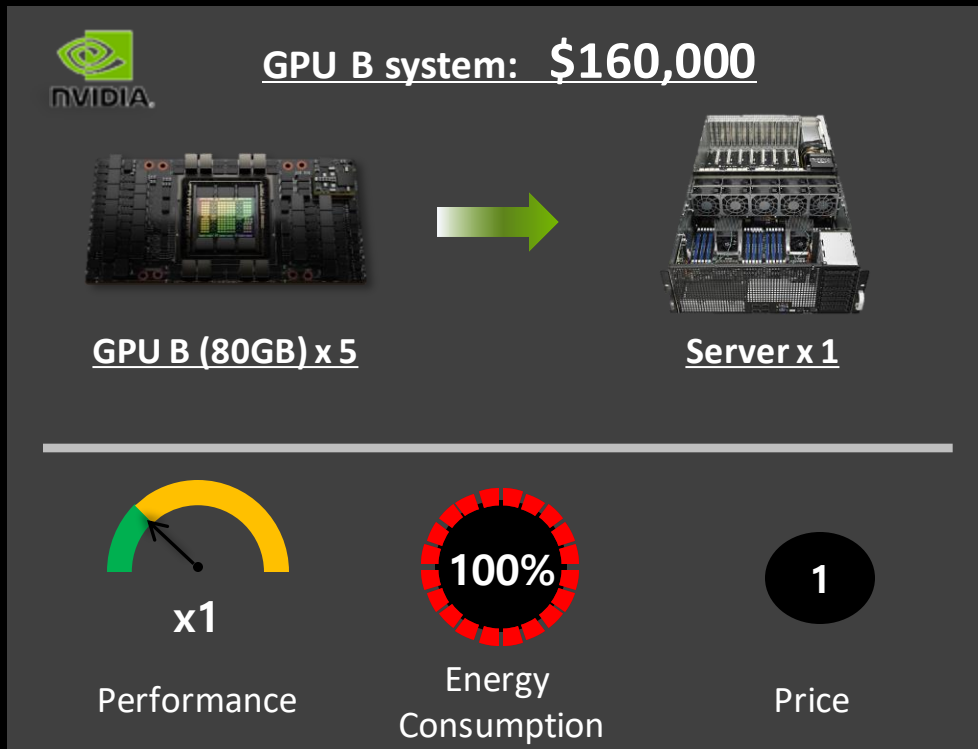 NVIDIA.
GPU B system: $160,000
GPU B (80GB) x 5
Server x 1
x1
100%
1
Performance
Energy
Consumption
Price